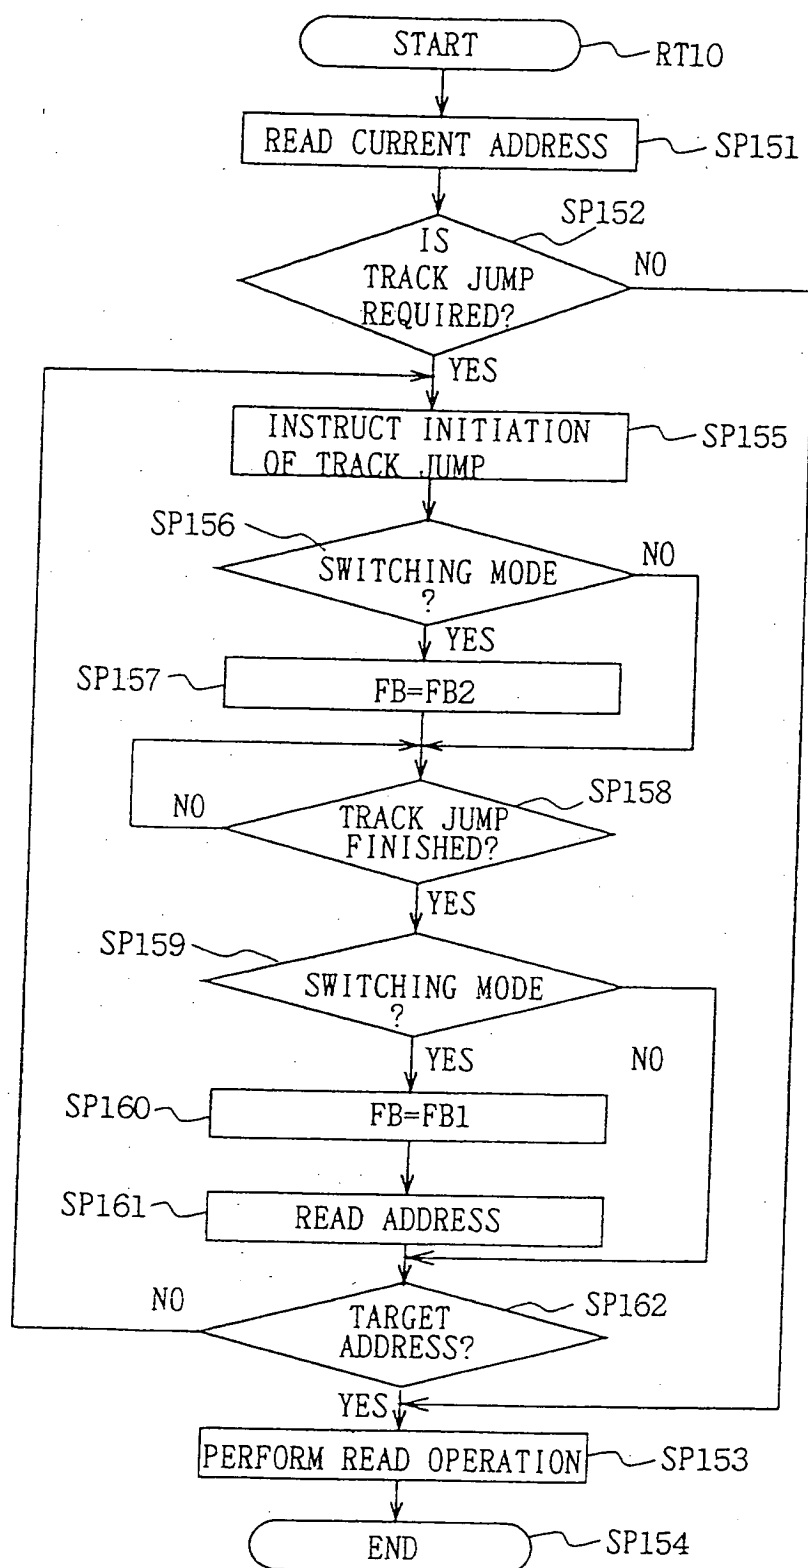 START
RT10
READ CURRENT ADDRESS
SP151
SP152
IS
TRACK JUMP
REQUIRED?
NO
YES
INSTRUCT INITIATION
OF TRACK JUMP
SP155
SP156
SWITCHING MODE
?
NO
YES
SP157
FB=FB2
SP158
NO
TRACK JUMP
FINISHED?
YES
SP159
SWITCHING MODE
?
YES
NO
SP160
FB=FB1
SP161
READ ADDRESS
NO
SP162
TARGET
ADDRESS?
YES
PERFORM READ OPERATION
SP153
END
SP154